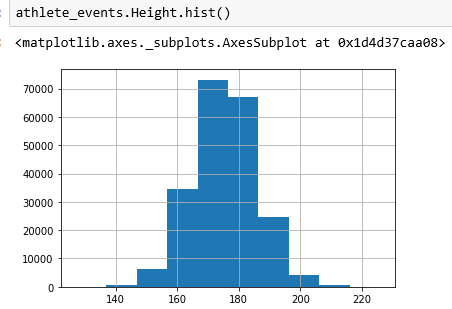 athlete_events.Height.hist()
<matplotlib.axes._subplots.AxesSubplot at 0x1d4d37caa08>
70000
60000
50000
40000
30000
20000
10000
0
140 160 180 200 220